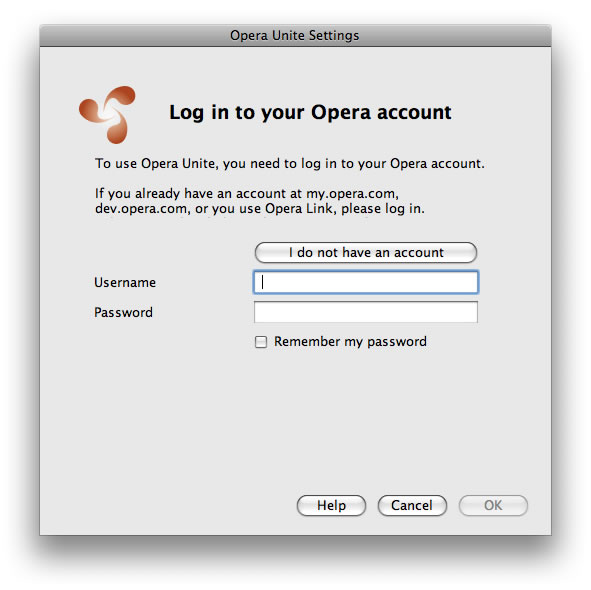 Opera Unite Settings
Log in to your Opera account
To use Opera Unite, you need to log in to your Opera account.
If you already have an account at my.opera.com,
dev.opera.com, or you use Opera Link, please log in.
I do not have an account
Username
Password
Remember my password
Help Cancel OK